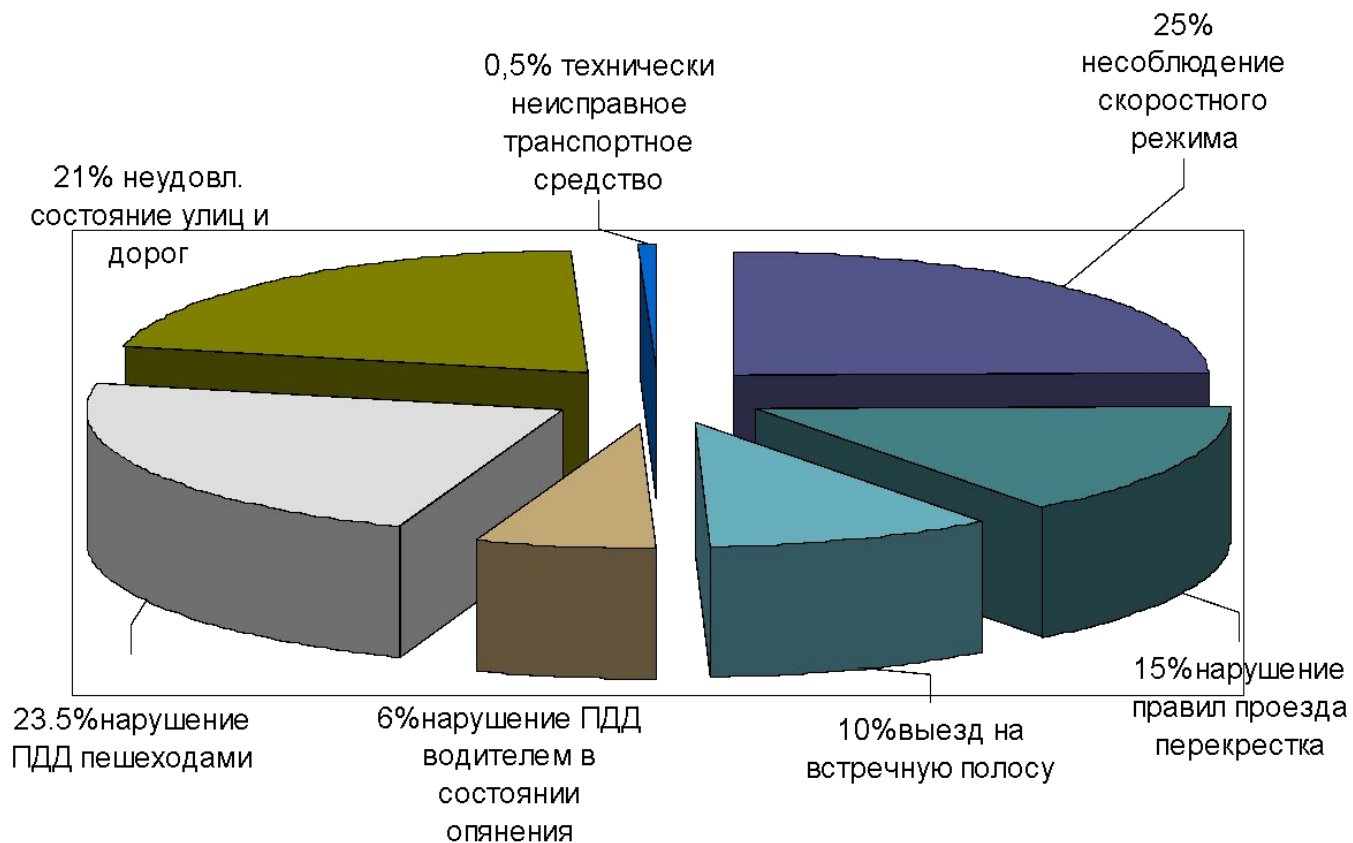 25%
несоблюдение
скоростного
режима
0,5% технически
неисправное
транспортное
средство
21% неудовл.
состояние улиц и
дорог
15%нарушение
правил проезда
перекрестка
10%выезд на
встречную полосу
6%нарушение ПДД
водителем в
состоянии
опянения
23.5%нарушение
ПДД пешеходами